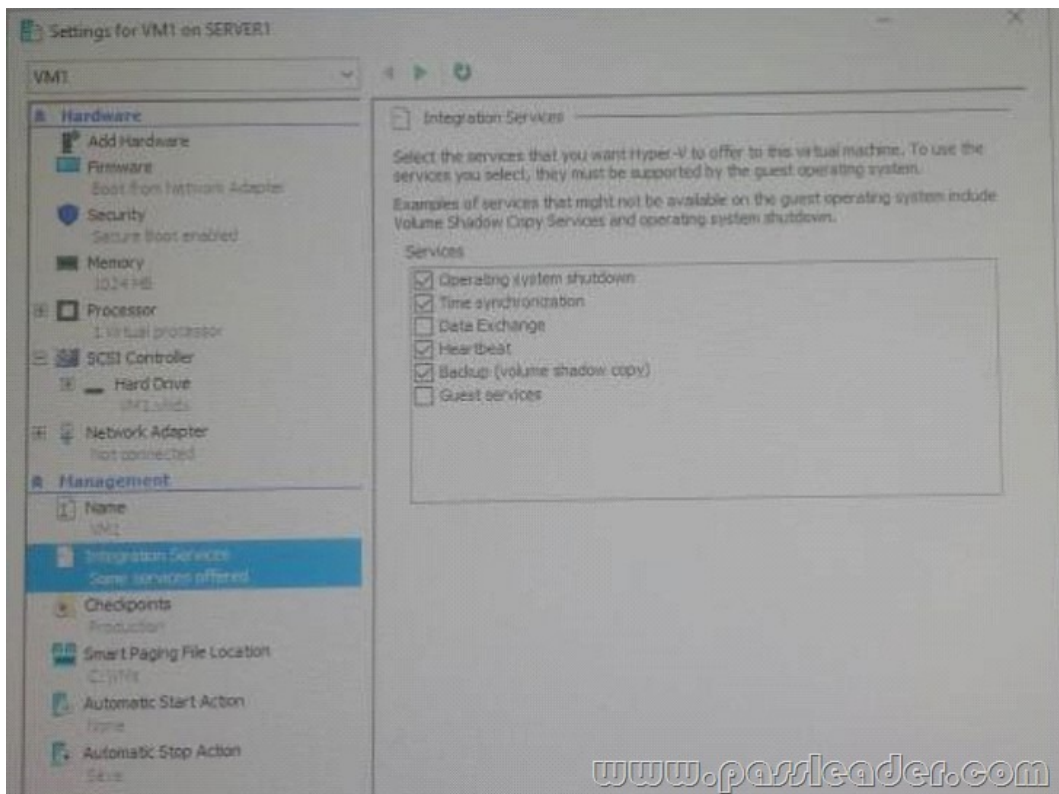 Settings for VM1 on SERVER1
VM1
Hardware
Add Hardware
Firmware
Boot from Network Adapter
Security
Secure Boot enabled
Memory
1024 MB
Processor
1 Virtual processor
SCSI Controller
Hard Drive
VM1.vhdx
Network Adapter
Not connected
Management
Name
VM1
Integration Services
Some services offered
Checkpoints
Production
Smart Paging File Location
Automatic Start Action
None
Automatic Stop Action
Save
Integration Services
Select the services that you want Hyper-V to offer to this virtual machine. To use the
services you select, they must be supported by the guest operating system.
Examples of services that might not be available on the guest operating system include
Volume Shadow Copy Services and operating system shutdown.
Services
Operating system shutdown
Time synchronization
Data Exchange
Heartbeat
Backup (volume shadow copy)
Guest services
www.passleader.com